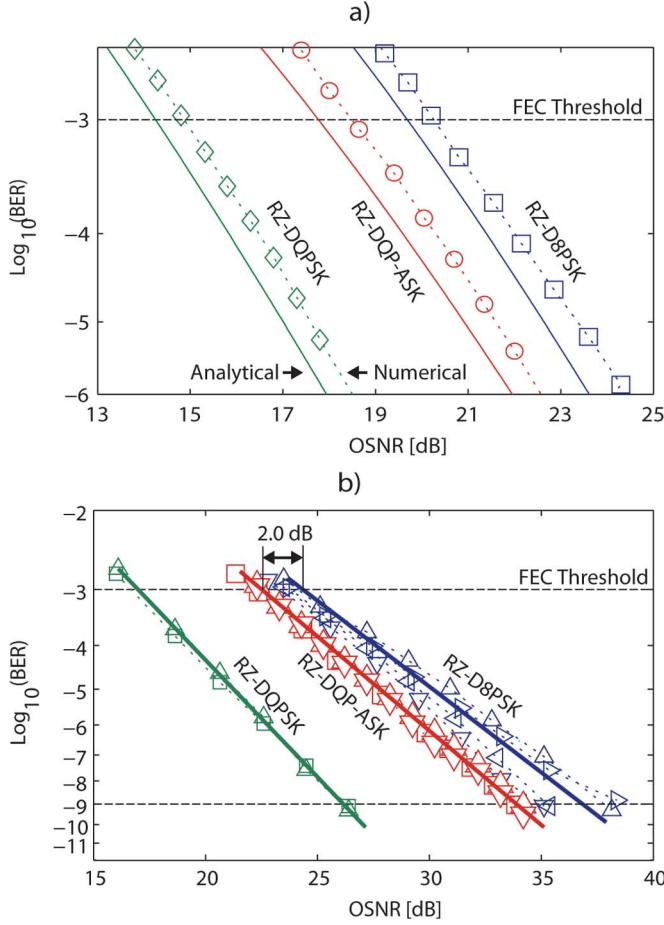 a)
FEC Threshold
-3
-4
-5
-6
Log10(BER)
RZ-DQPSK
RZ-DQP-ASK
RZ-D8PSK
Analytical
Numerical
13 15 17 19 21 23 25
OSNR [dB]
b)
2.0 dB
FEC Threshold
-2
-3
-4
-5
-6
-7
-8
-9
-10
-11
Log10(BER)
RZ-DQPSK
RZ-DQP-ASK
RZ-D8PSK
15 20 25 30 35 40
OSNR [dB]